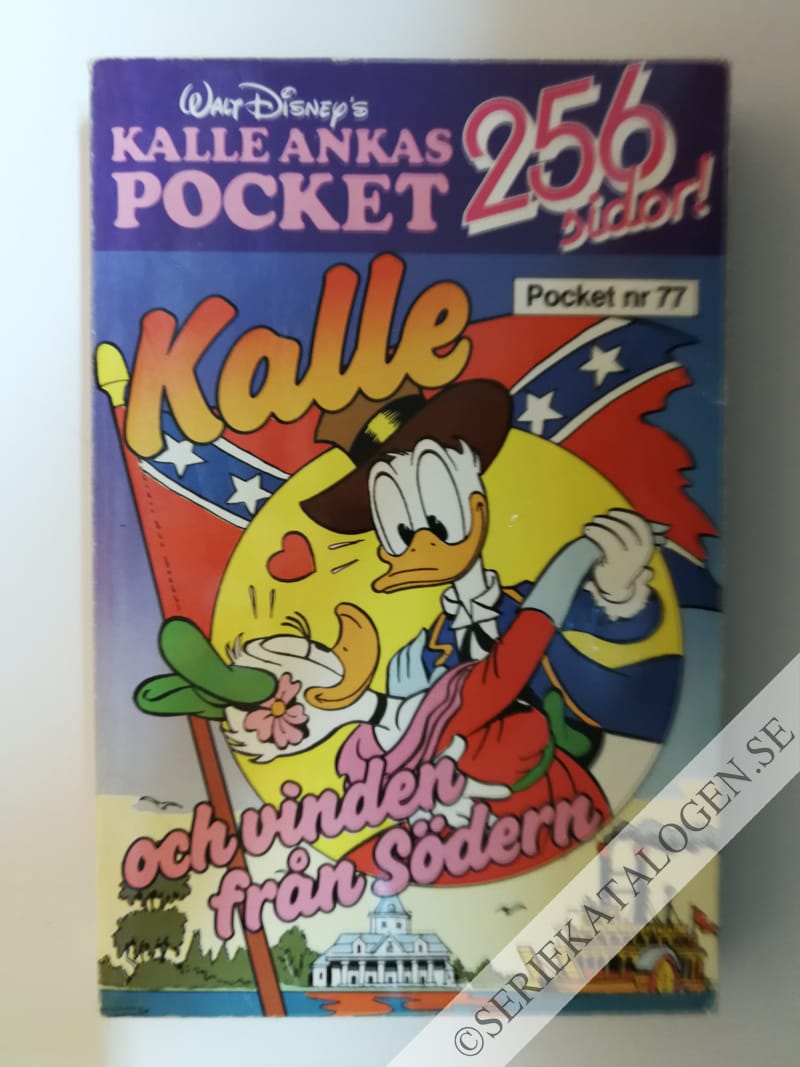 Walt Disney's
KALLE ANKAS
POCKET
256
sidor!
Pocket nr 77
Kalle
och vinden
från Södern
©SERIEKATALOGEN.SE